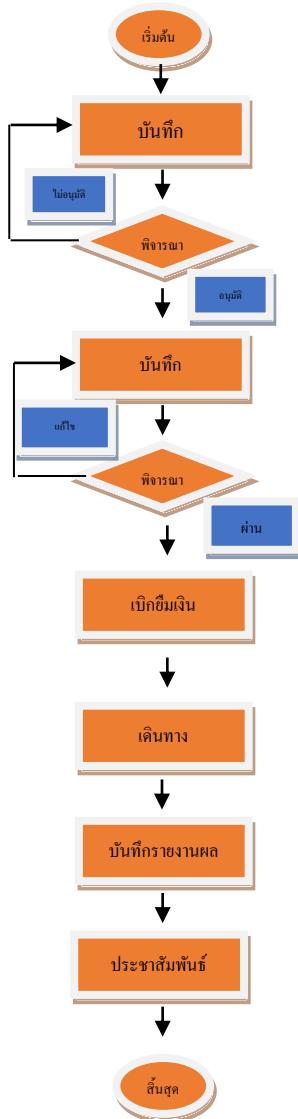 เริ่มต้น
บันทึก
ไม่อนุมัติ
พิจารณา
อนุมัติ
บันทึก
แก้ไข
พิจารณา
ผ่าน
เบิกยืมเงิน
เดินทาง
บันทึกรายงานผล
ประชาสัมพันธ์
สิ้นสุด